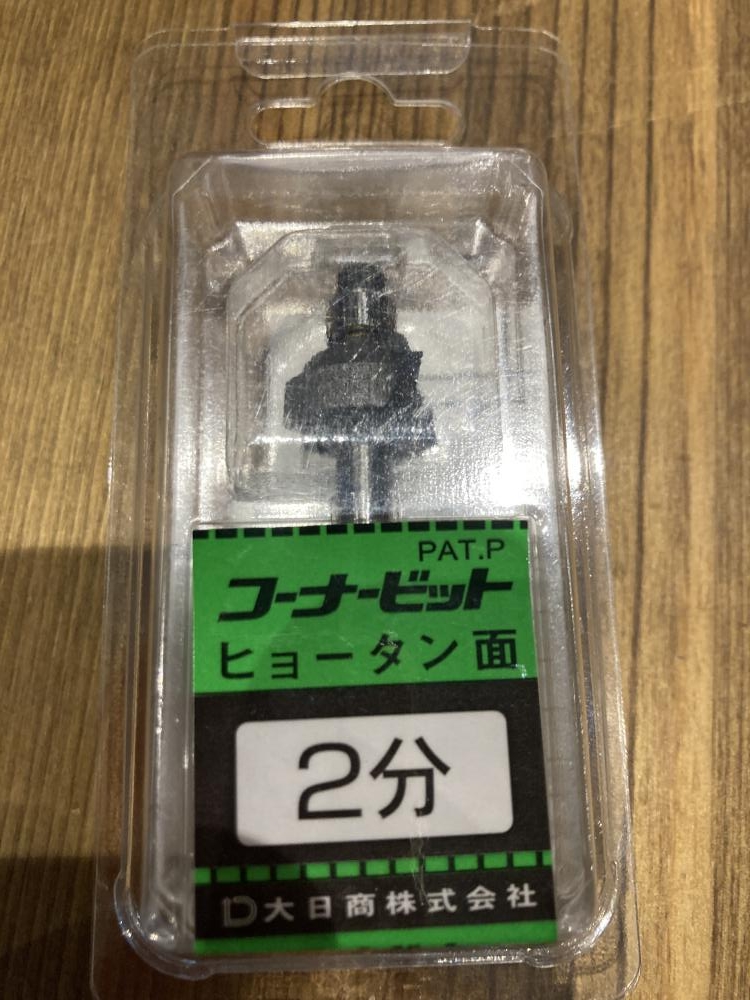 PAT.P
コーナービット
ヒョータン面
2分
大日商株式会社